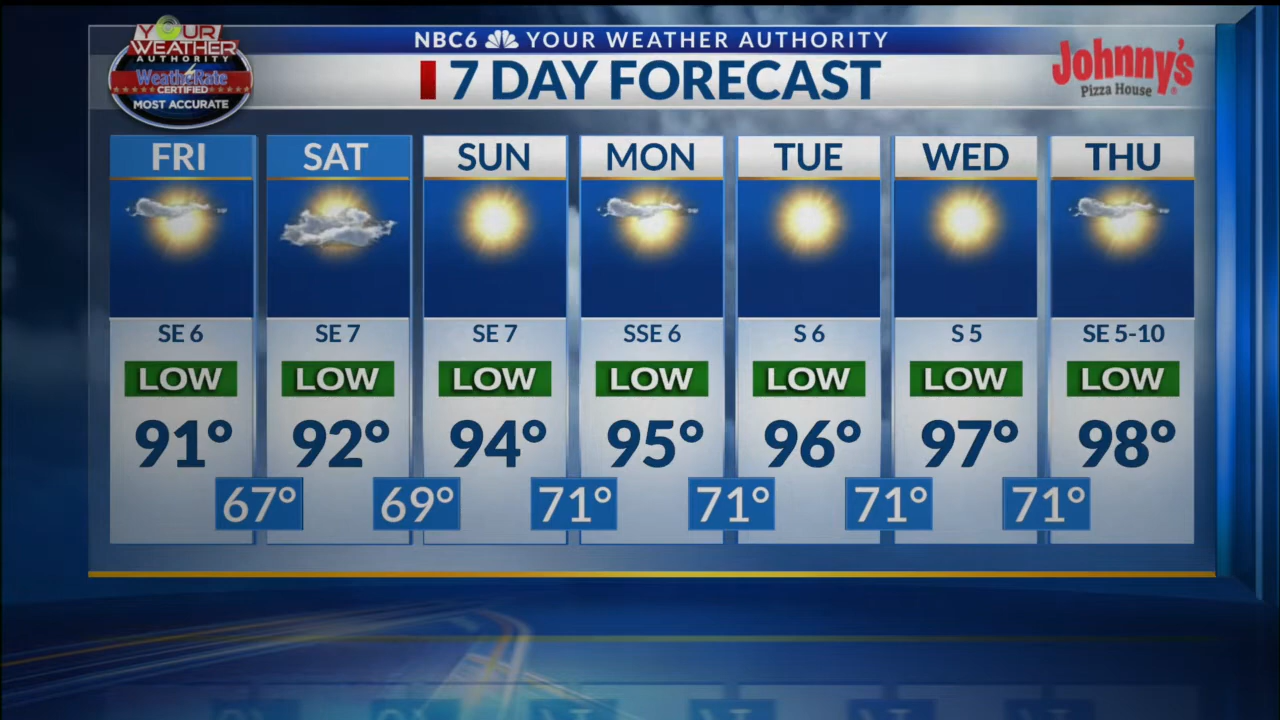 YOUR
WEATHER
AUTHORITY
WeatheRate
CERTIFIED
MOST ACCURATE
NBC6 YOUR WEATHER AUTHORITY
7 DAY FORECAST
Johnny's
Pizza House
FRI SAT SUN MON TUE WED THU
SE 6 SE 7 SE 7 SSE 6 S 6 S 5 SE 5-10
LOW LOW LOW LOW LOW LOW LOW
91° 92° 94° 95° 96° 97° 98°
67° 69° 71° 71° 71° 71°